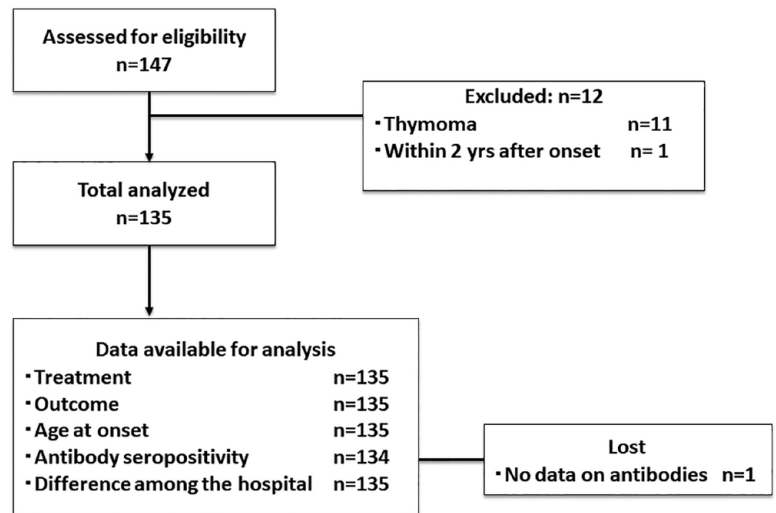 Assessed for eligibility
n=147
Excluded: n=12
・Thymoma n=11
・Within 2 yrs after onset n= 1
Total analyzed
n=135
Data available for analysis
・Treatment n=135
・Outcome n=135
・Age at onset n=135
・Antibody seropositivity n=134
・Difference among the hospital n=135
Lost
・No data on antibodies n=1